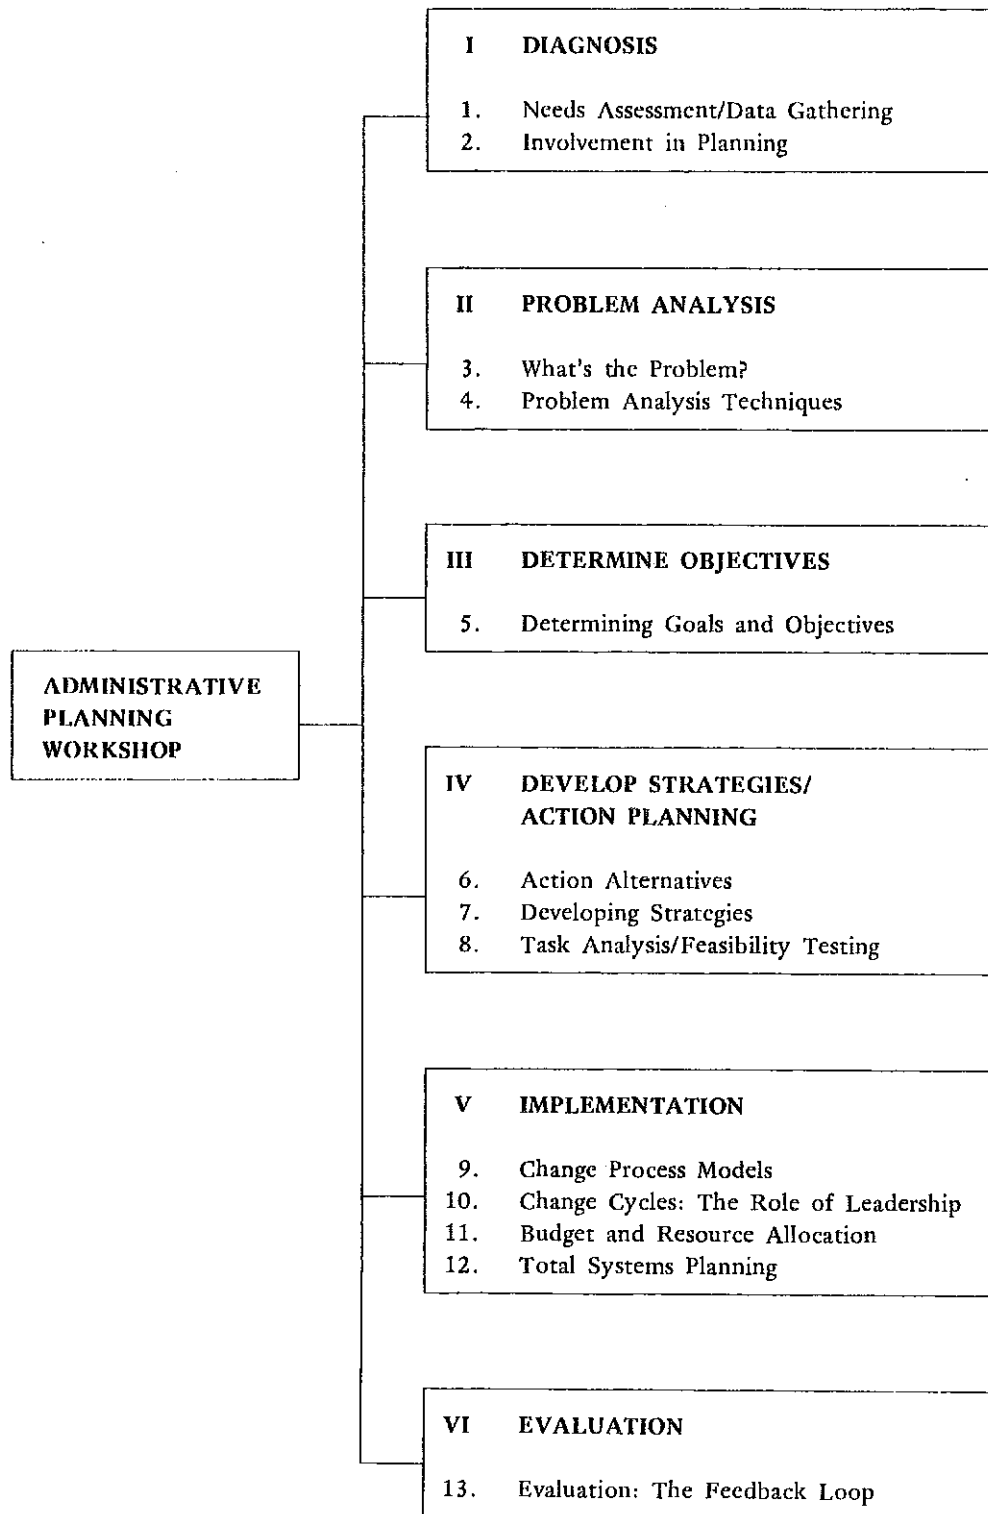 I DIAGNOSIS
1. Needs Assessment/Data Gathering
2. Involvement in Planning
II PROBLEM ANALYSIS
3. What's the Problem?
4. Problem Analysis Techniques
III DETERMINE OBJECTIVES
5. Determining Goals and Objectives
ADMINISTRATIVE
PLANNING
WORKSHOP
IV DEVELOP STRATEGIES/
ACTION PLANNING
6. Action Alternatives
7. Developing Strategies
8. Task Analysis/Feasibility Testing
V IMPLEMENTATION
9. Change Process Models
10. Change Cycles: The Role of Leadership
11. Budget and Resource Allocation
12. Total Systems Planning
VI EVALUATION
13. Evaluation: The Feedback Loop